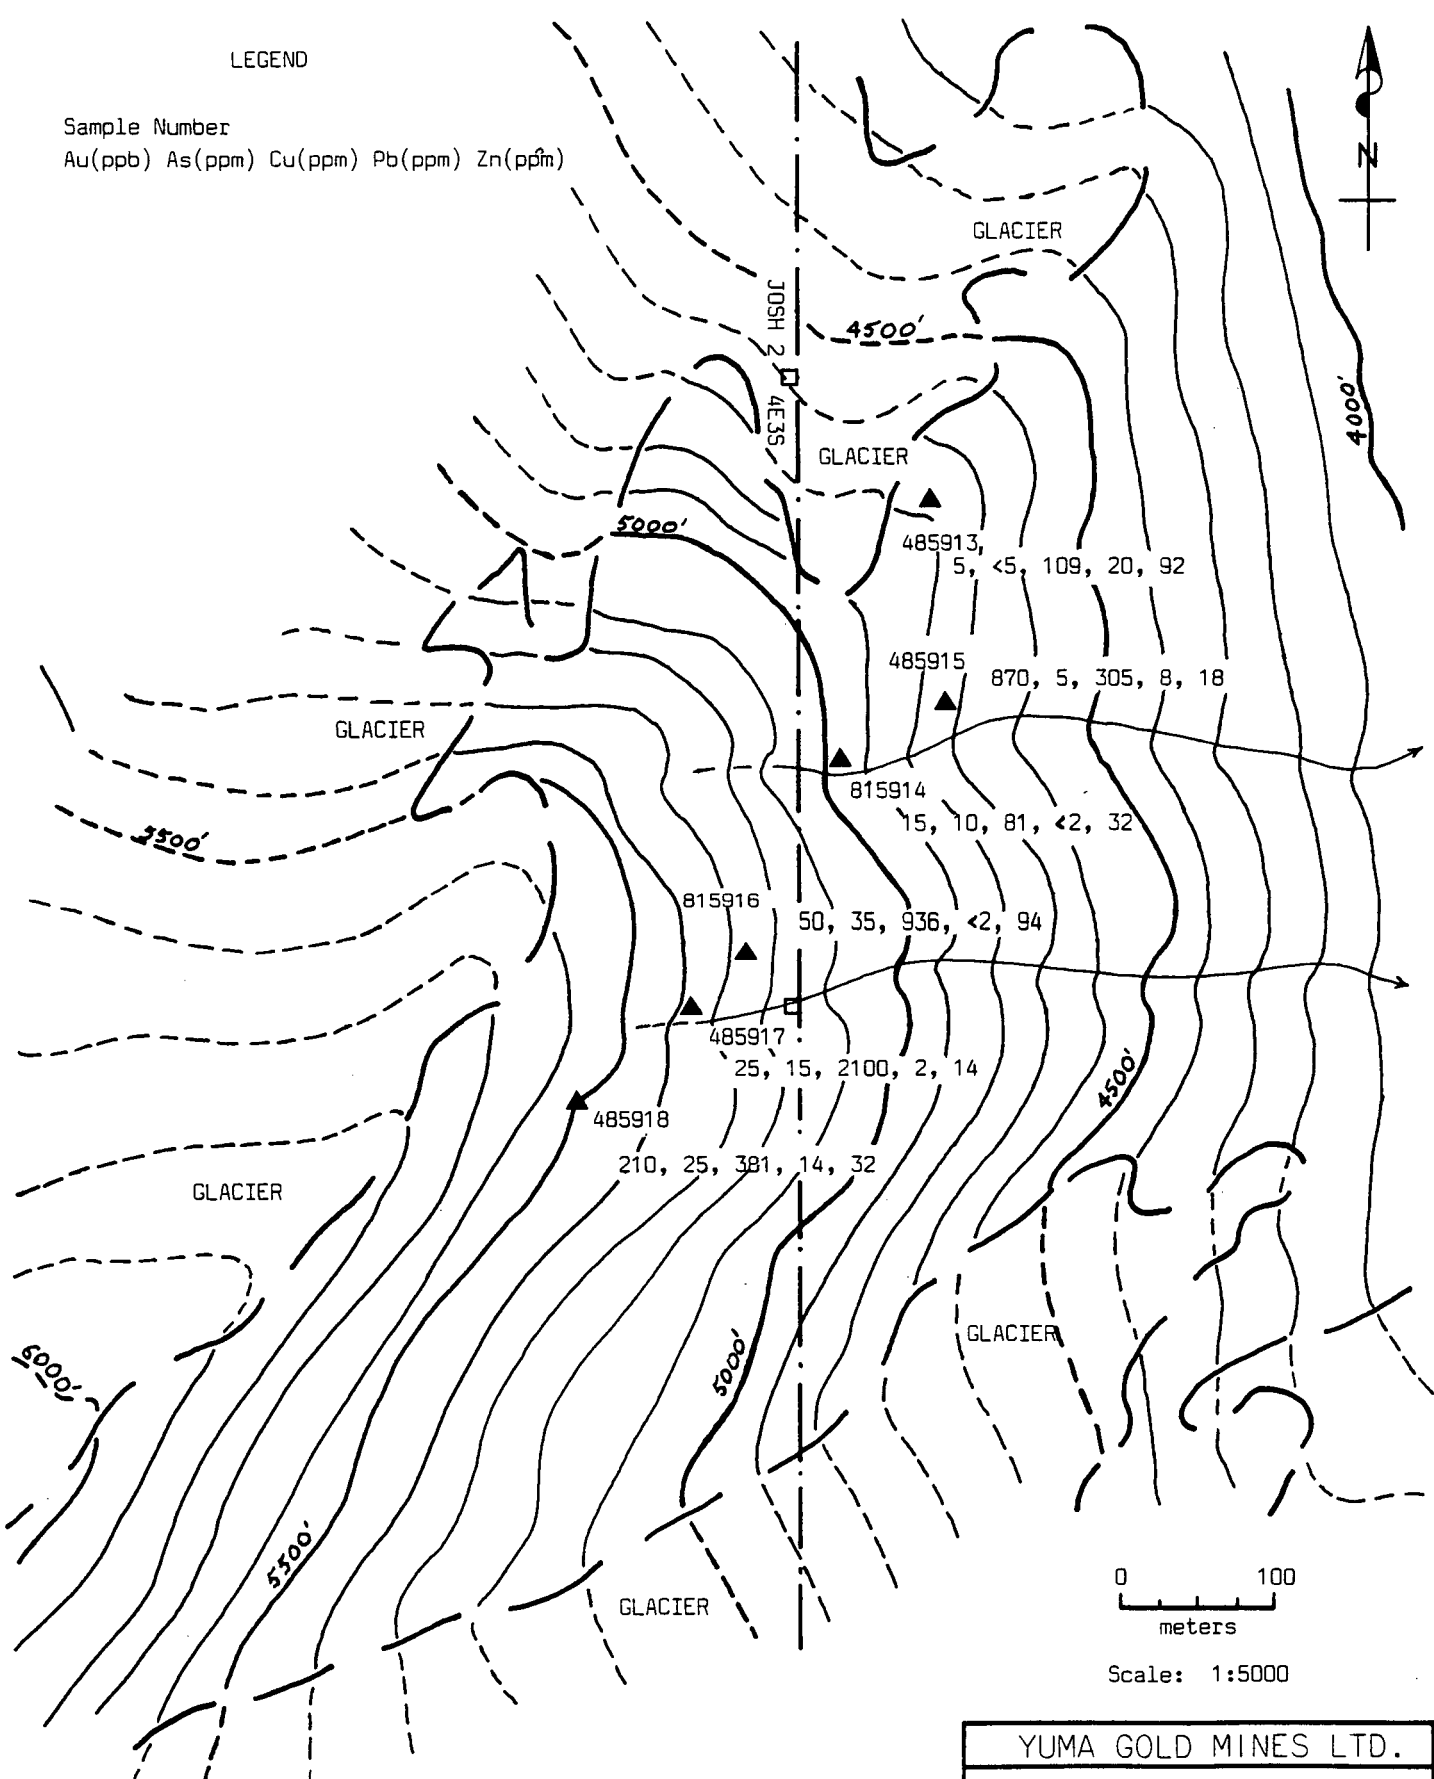 LEGEND
Sample Number
Au(ppb) As(ppm) Cu(ppm) Pb(ppm) Zn(ppm)
N
GLACIER
JOSH 2
4E3S
4500'
4000'
GLACIER
5000'
485913,
5, <5, 109, 20, 92
485915
870, 5, 305, 8, 18
GLACIER
815914
15, 10, 81, <2, 32
5500'
815916
50, 35, 936, <2, 94
485917
25, 15, 2100, 2, 14
4500'
485918
210, 25, 381, 14, 32
GLACIER
GLACIER
6000'
5000'
5500'
GLACIER
0 100
meters
Scale: 1:5000
YUMA GOLD MINES LTD.